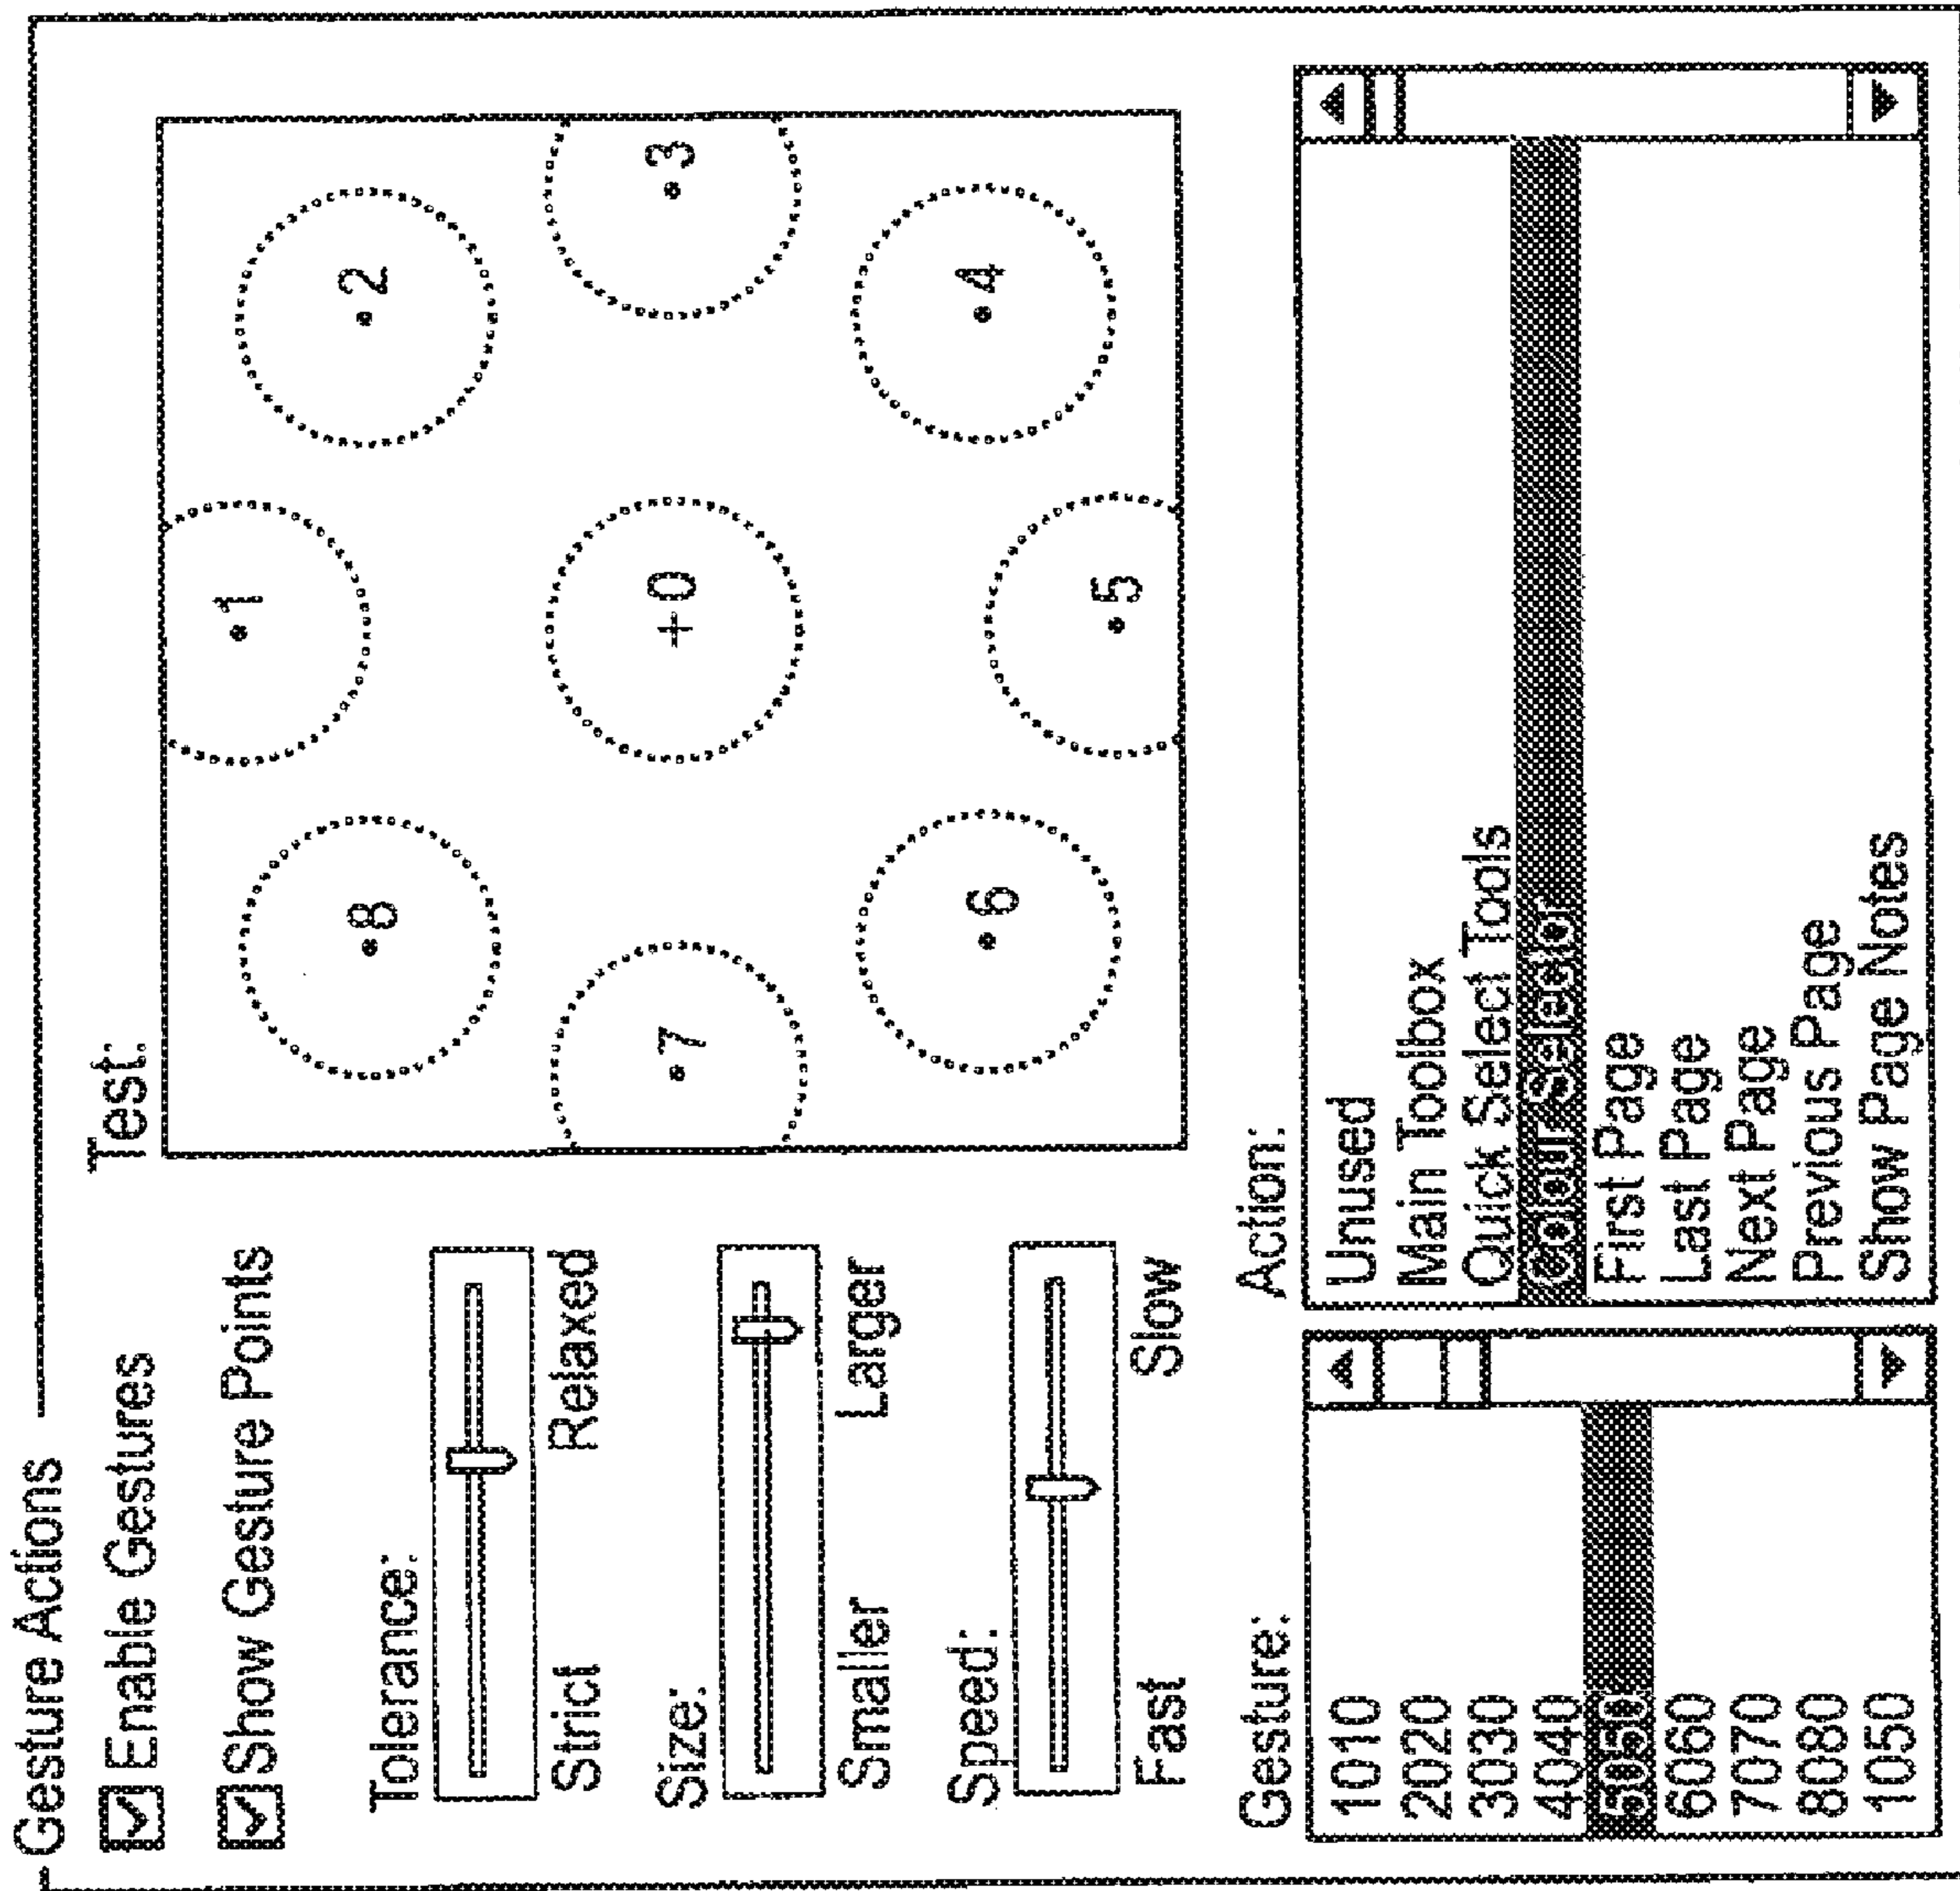 Gesture Actions
Enable Gestures
Show Gesture Points
Tolerance:
Strict Relaxed
Size:
Smaller Larger
Speed:
Fast Slow
Test:
1
2
3
4
5
6
7
8
+0
Gesture:
1010
2020
3030
4040
5050
6060
7070
8080
1050
Action:
Unused
Main Toolbox
Quick Select Tools
Colour Selector
First Page
Last Page
Next Page
Previous Page
Show Page Notes